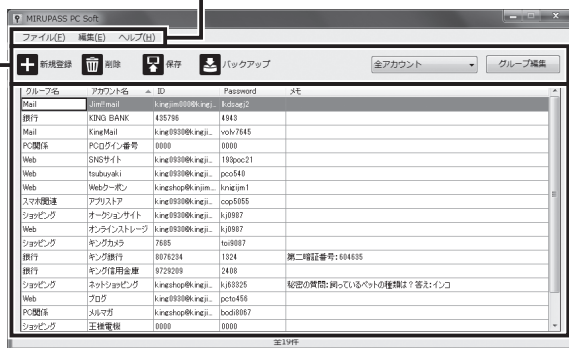 MIRUPASS PC Soft
ファイル(F) 編集(E) ヘルプ(H)
新規登録 削除 保存 バックアップ 全アカウント グループ編集
グループ名 アカウント名 ID Password メモ
Mail Jim!!mail kingjim000@kingj... lkdsagj2
銀行 KING BANK 435796 4943
Mail KingMail king0930@kingji... volv7645
PC関係 PCログイン番号 0000 0000
Web SNSサイト king0930@kingji... 193poc21
Web tsubuyaki king0930@kingji... pco540
Web Webクーポン kingshop@kinjim... knigijm1
スマホ関連 アプリストア king0930@kingji... cop5055
ショッピング オークションサイト king0930@kingji... kj0987
Web オンラインストレージ king0930@kingji... kj0987
ショッピング キングカメラ 7685 toi9087
銀行 キング銀行 8076234 1324 第二暗証番号:604635
銀行 キング信用金庫 9729209 2408
ショッピング ネットショッピング kingshop@kingji... kj63325 秘密の質問:飼っているペットの種類は？答え:インコ
Web ブログ king0930@kingji... pcto456
PC関係 メルマガ kingshop@kingji... bodi8067
ショッピング 王様電機 0000 0000
全19件